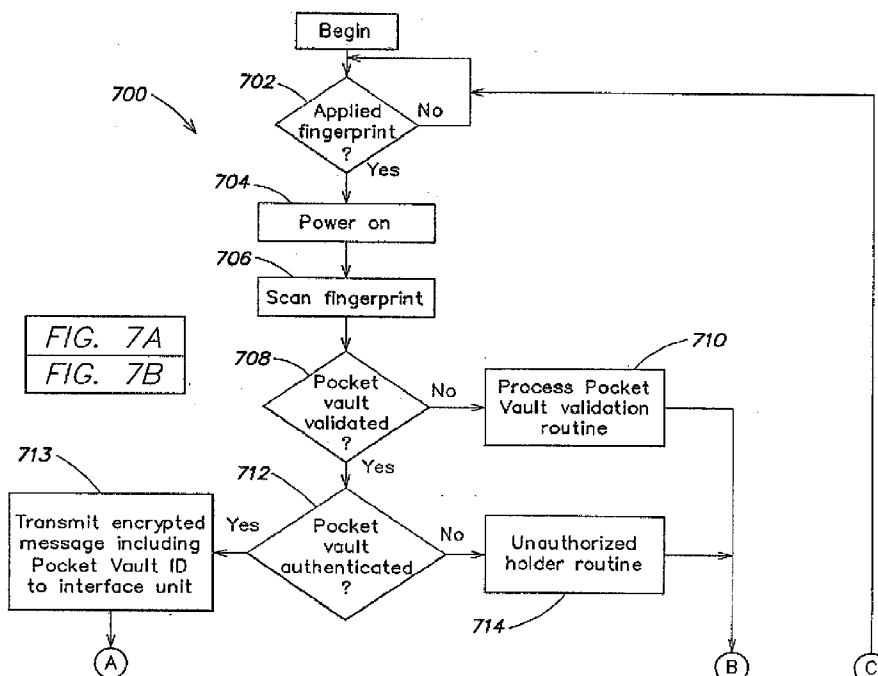 Begin
700
702
Applied
fingerprint
?
No
Yes
704
Power on
706
Scan fingerprint
FIG. 7A
FIG. 7B
708
Pocket
vault
validated
?
No
Yes
710
Process Pocket
Vault validation
routine
713
Transmit encrypted
message including
Pocket Vault ID
to interface unit
712
Yes
Pocket
vault
authenticated
?
No
Unauthorized
holder routine
714
A
B
C